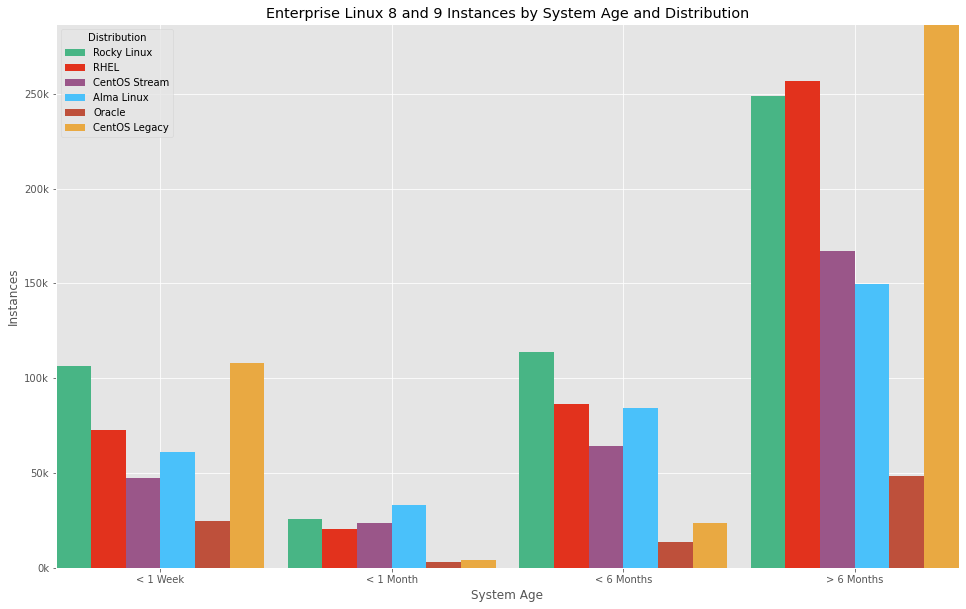 Enterprise Linux 8 and 9 Instances by System Age and Distribution
Distribution
Rocky Linux
RHEL
CentOS Stream
Alma Linux
Oracle
CentOS Legacy
Instances
250k
200k
150k
100k
50k
0k
< 1 Week
< 1 Month
< 6 Months
> 6 Months
System Age